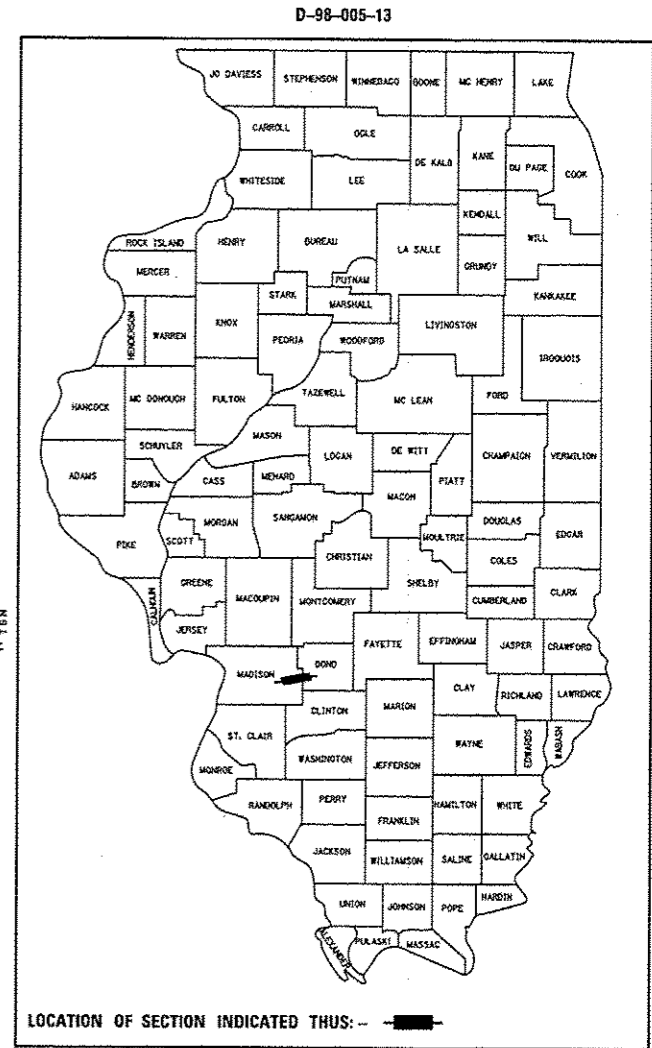 D-98-005-13
JO DAVIESS STEPHENSON WINNEBAGO BOONE MC HENRY LAKE
CARROLL OGLE
DE KALB KANE DU PAGE COOK
WHITESIDE LEE
KENDALL
ROCK ISLAND HENRY BUREAU LA SALLE WILL
MERCER PUTNAM GRUNDY
STARK MARSHALL KANKAKEE
HENDERSON WARREN KNOX PEORIA WOODFORD LIVINGSTON
IROQUOIS
HANCOCK MC DONOUGH FULTON TAZEWELL MC LEAN FORD
MASON
SCHUYLER LOGAN DE WITT CHAMPAIGN VERMILION
ADAMS BROWN CASS MENARD PIATT
MACON
PIKE SCOTT MORGAN SANGAMON MOULTRIE DOUGLAS EDGAR
CHRISTIAN COLES
CALHOUN GREENE MACOUPIN MONTGOMERY SHELBY CUMBERLAND CLARK
JERSEY
FAYETTE EFFINGHAM JASPER CRAWFORD
MADISON BOND CLAY RICHLAND LAWRENCE
CLINTON MARION
ST. CLAIR WAYNE EDWARDS WABASH
MONROE WASHINGTON JEFFERSON
RANDOLPH PERRY HAMILTON WHITE
FRANKLIN
JACKSON WILLIAMSON SALINE GALLATIN
UNION JOHNSON POPE HARDIN
ALEXANDER PULASKI MASSAC
LOCATION OF SECTION INDICATED THUS: –